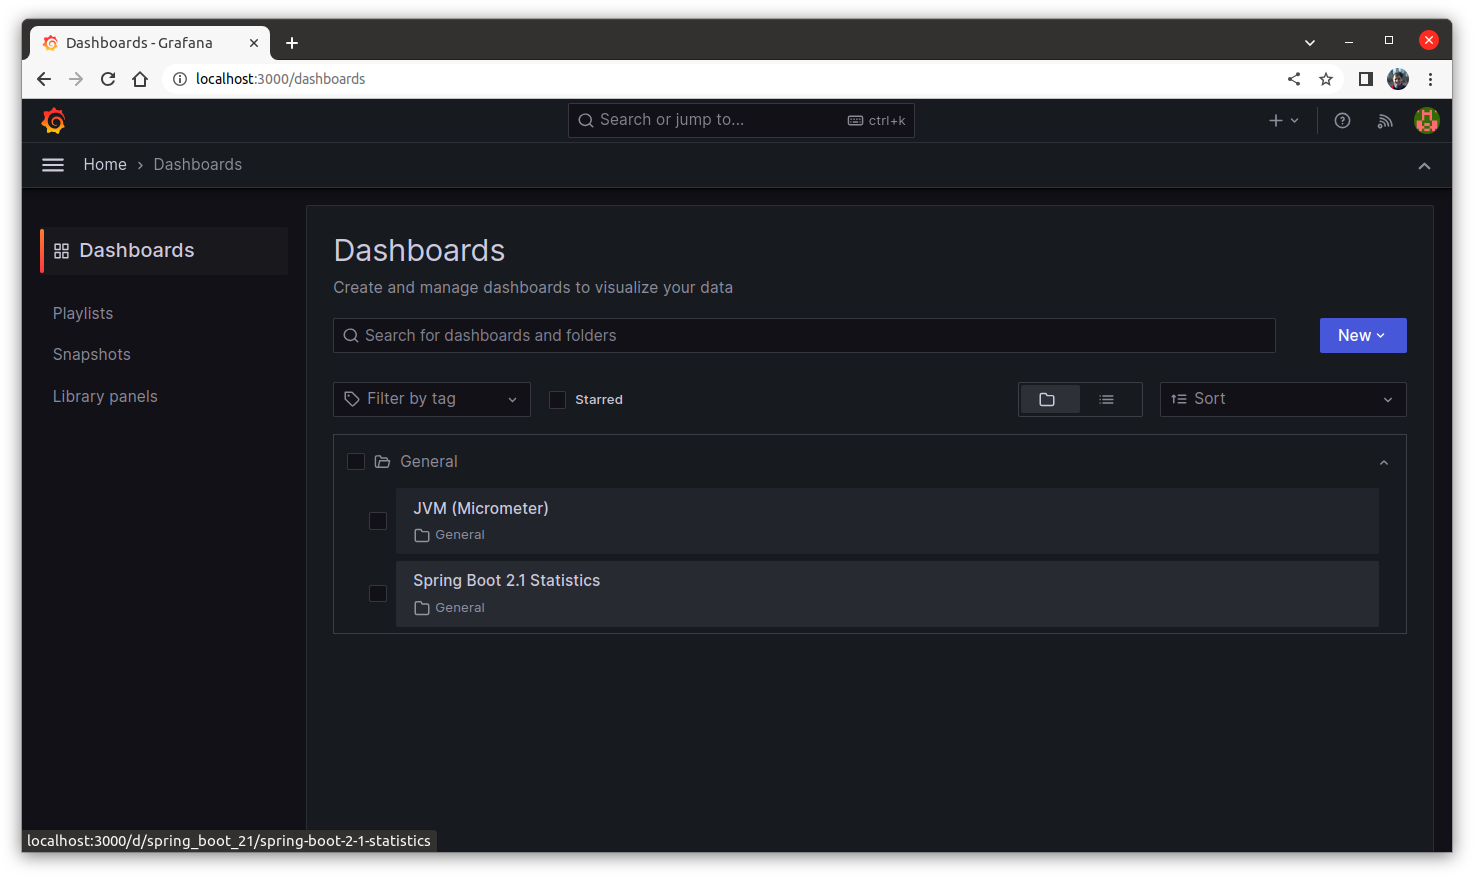 Dashboards - Grafana
localhost:3000/dashboards
Search or jump to... ctrl+k
Home › Dashboards
Dashboards
Playlists
Snapshots
Library panels
Dashboards
Create and manage dashboards to visualize your data
Search for dashboards and folders
New
Filter by tag
Starred
Sort
General
JVM (Micrometer)
General
Spring Boot 2.1 Statistics
General
localhost:3000/d/spring_boot_21/spring-boot-2-1-statistics